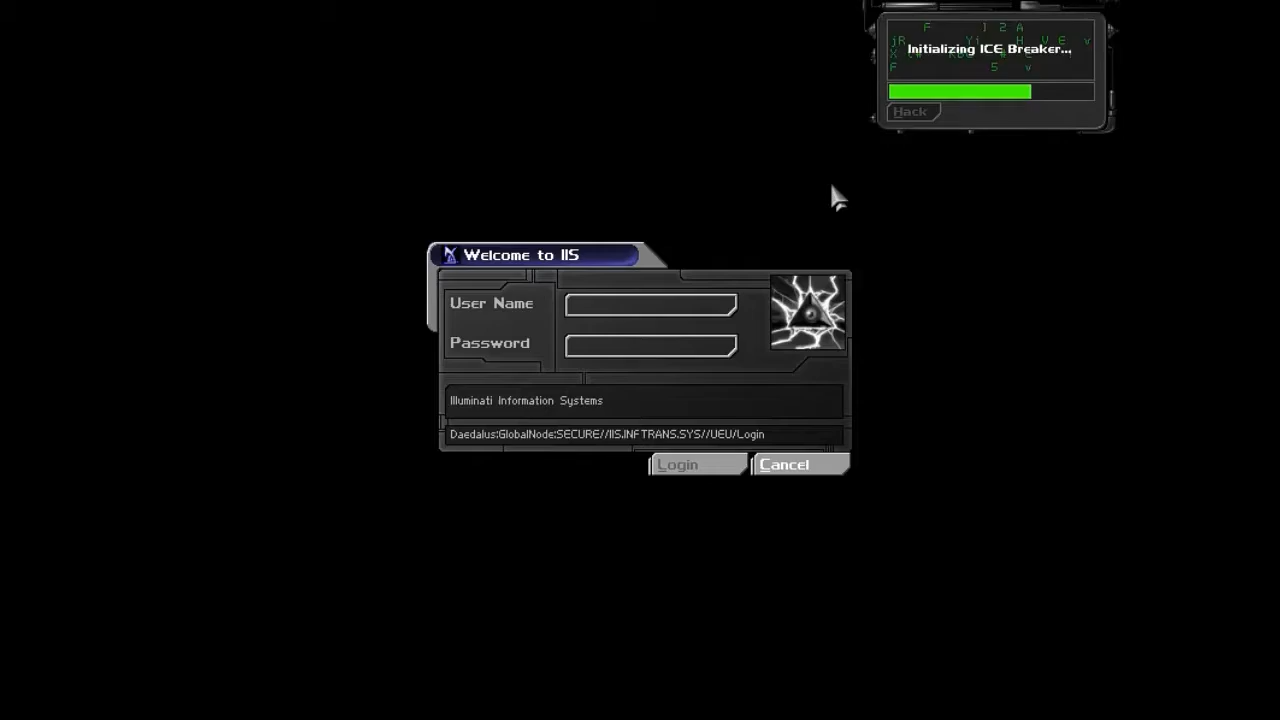 Initializing ICE Breaker...
Hack
Welcome to IIS
User Name
Password
Illuminati Information Systems
Daedalus:GlobalNode:SECURE//IIS.INFTRANS.SYS//UEU/Login
Login
Cancel